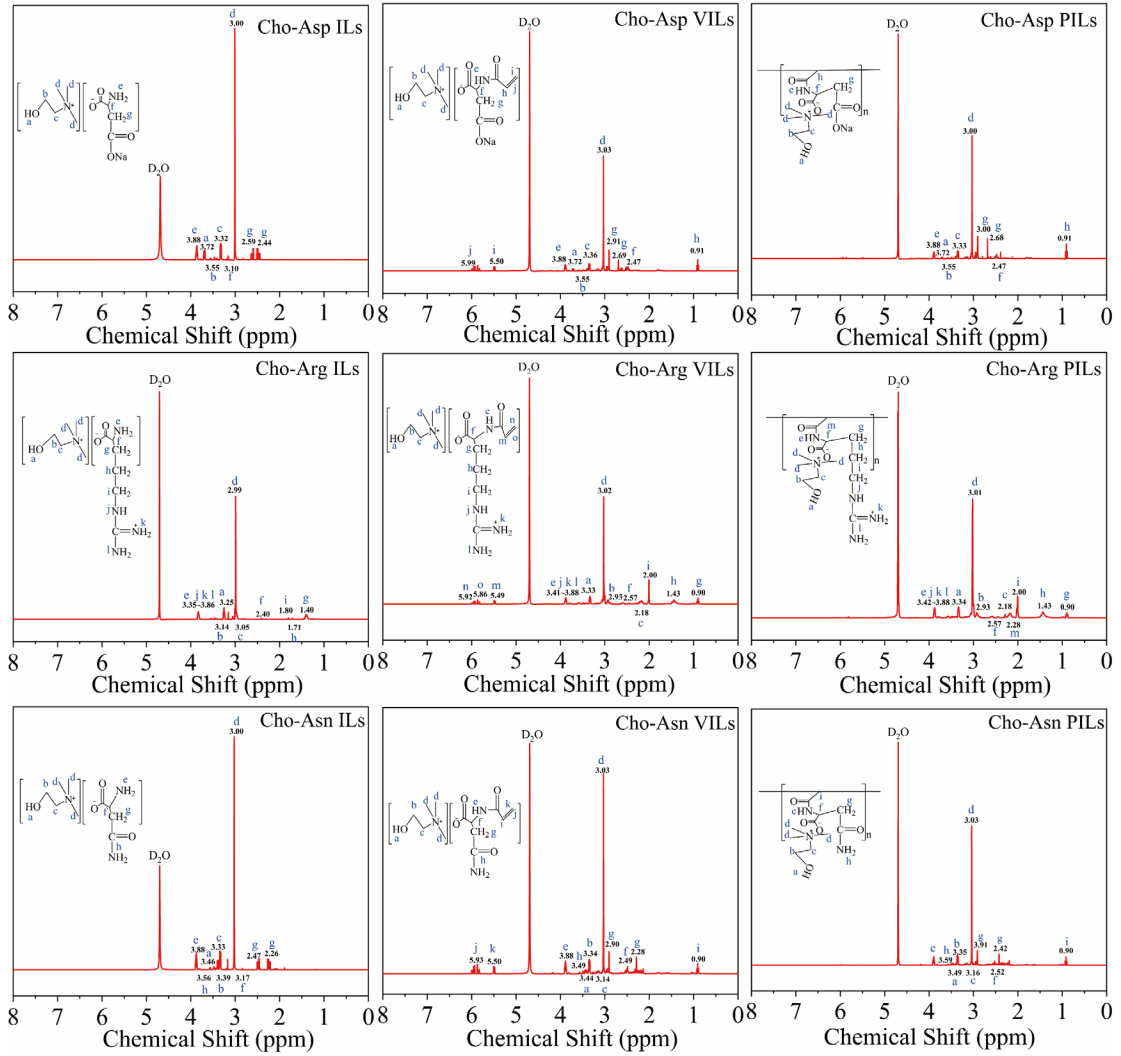 Cho-Asp ILs
d
3.00
D2O
e
3.88
a
3.72
3.55
b
c
3.32
3.10
f
g
2.59
g
2.44
8 7 6 5 4 3 2 1 0
Chemical Shift (ppm)
Cho-Asp VILs
D2O
d
3.03
j
5.99
i
5.50
e
3.88
a
3.72
3.55
b
c
3.36
g
2.91
g
2.69
f
2.47
h
0.91
8 7 6 5 4 3 2 1 0
Chemical Shift (ppm)
Cho-Asp PILs
D2O
d
3.00
e
3.88
a
3.72
3.55
b
c
3.33
g
3.00
g
2.68
2.47
f
h
0.91
8 7 6 5 4 3 2 1 0
Chemical Shift (ppm)
Cho-Arg ILs
D2O
d
2.99
e j k l
3.35~3.86
a
3.25
3.14
b
3.05
c
f
2.40
i
1.80
1.71
h
g
1.40
8 7 6 5 4 3 2 1 0
Chemical Shift (ppm)
Cho-Arg VILs
D2O
d
3.02
n
5.92
o
5.86
m
5.49
e j k l
3.41~3.88
a
3.33
b
2.93
f
2.57
2.18
c
i
2.00
h
1.43
g
0.90
8 7 6 5 4 3 2 1 0
Chemical Shift (ppm)
Cho-Arg PILs
D2O
d
3.01
e j k l
3.42~3.88
a
3.34
b
2.93
2.57
f
c
2.18
2.28
m
i
2.00
h
1.43
g
0.90
8 7 6 5 4 3 2 1 0
Chemical Shift (ppm)
Cho-Asn ILs
d
3.00
D2O
e
3.88
a
3.46
3.56
h
c
3.33
3.39
b
3.17
f
g
2.47
g
2.26
8 7 6 5 4 3 2 1 0
Chemical Shift (ppm)
Cho-Asn VILs
D2O
d
3.03
j
5.93
k
5.50
e
3.88
h
3.49
3.44
a
b
3.34
3.14
c
g
2.90
f
2.49
g
2.28
i
0.90
8 7 6 5 4 3 2 1 0
Chemical Shift (ppm)
Cho-Asn PILs
D2O
d
3.03
e
h
3.59
3.49
a
b
3.35
3.16
c
g
3.91
g
2.42
2.52
f
i
0.90
8 7 6 5 4 3 2 1 0
Chemical Shift (ppm)